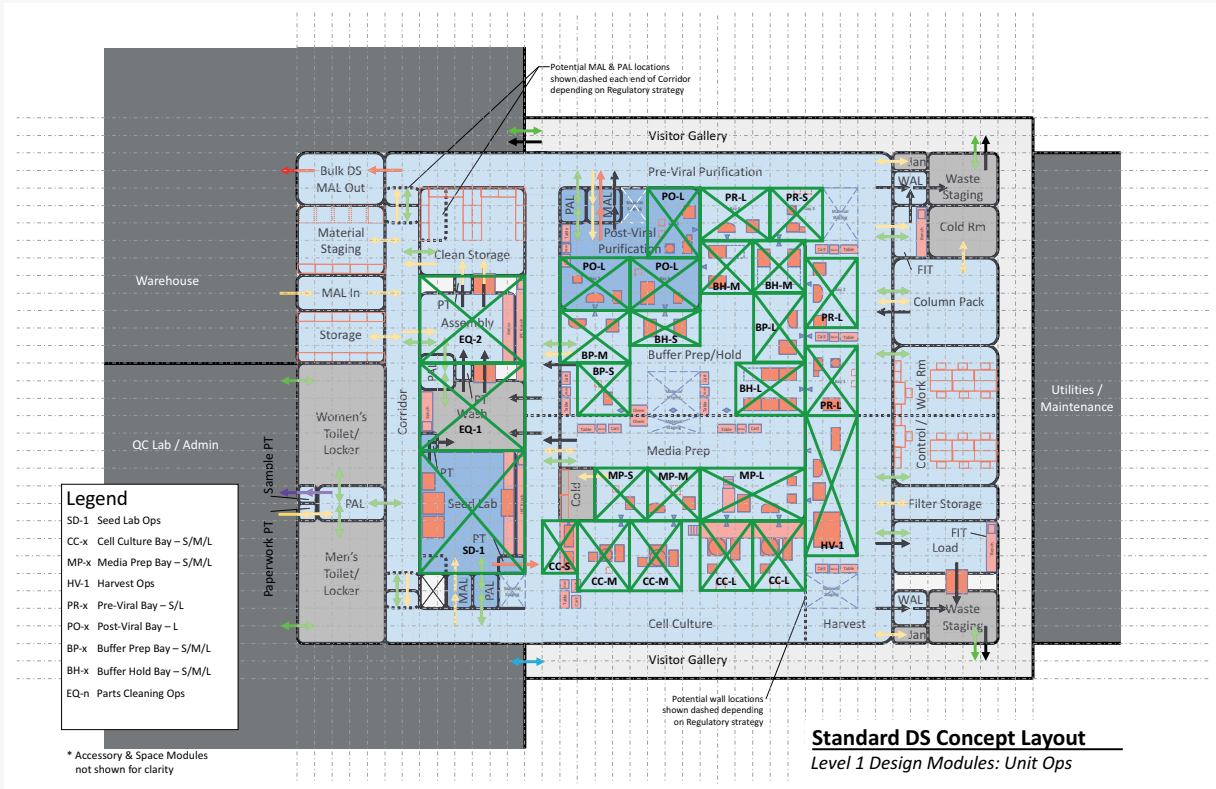 Potential MAL & PAL locations
shown dashed each end of Corridor
depending on Regulatory strategy
Visitor Gallery
Bulk DS
MAL Out
Pre-Viral Purification
Jan
WAL
Waste
Staging
PAL
MAL
PO-L
PR-L
PR-S
Material
Staging
Post-Viral
Purification
Cold Rm
Clean Storage
FIT
Warehouse
MAL In
PO-L
PO-L
BH-M
BH-M
PR-L
Column Pack
PT
Assembly
EQ-2
Storage
BP-M
BH-S
BP-L
Buffer Prep/Hold
PAL
BP-S
BH-L
PR-L
Utilities /
Maintenance
PT
Wash
EQ-1
Corridor
Women's
Toilet/
Locker
QC Lab / Admin
Control / Work Rm
Media Prep
PT
Sample PT
Seed Lab
PT
SD-1
Cold
MP-S
MP-M
MP-L
PAL
Filter Storage
Paperwork PT
HV-1
FIT
Load
CC-S
CC-M
CC-M
CC-L
CC-L
Men's
Toilet/
Locker
MAL
PAL
WAL
Waste
Staging
Jan
Cell Culture
Harvest
Visitor Gallery
Legend
SD-1 Seed Lab Ops
CC-x Cell Culture Bay – S/M/L
MP-x Media Prep Bay – S/M/L
HV-1 Harvest Ops
PR-x Pre-Viral Bay – S/L
PO-x Post-Viral Bay – L
BP-x Buffer Prep Bay – S/M/L
BH-x Buffer Hold Bay – S/M/L
EQ-n Parts Cleaning Ops
Potential wall locations
shown dashed depending
on Regulatory strategy
* Accessory & Space Modules
not shown for clarity
Standard DS Concept Layout
Level 1 Design Modules: Unit Ops